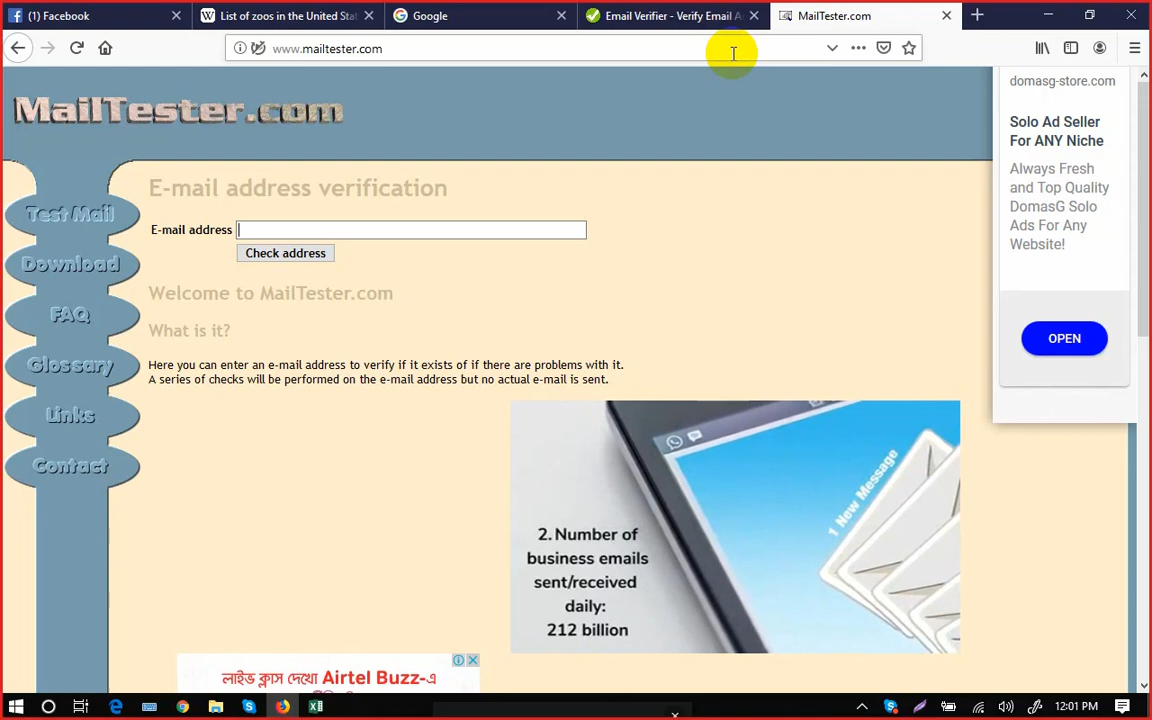 (1) Facebook
List of zoos in the United Stat
Google
Email Verifier - Verify Email A
MailTester.com
www.mailtester.com
MailTester.com
domasg-store.com
Solo Ad Seller
For ANY Niche
Always Fresh
and Top Quality
DomasG Solo
Ads For Any
Website!
OPEN
Test Mail
Download
FAQ
Glossary
Links
Contact
E-mail address verification
E-mail address
Check address
Welcome to MailTester.com
What is it?
Here you can enter an e-mail address to verify if it exists of if there are problems with it.
A series of checks will be performed on the e-mail address but no actual e-mail is sent.
1 New Message
2. Number of
business emails
sent/received
daily:
212 billion
লাইভ ক্লাস দেখো Airtel Buzz-এ
12:01 PM